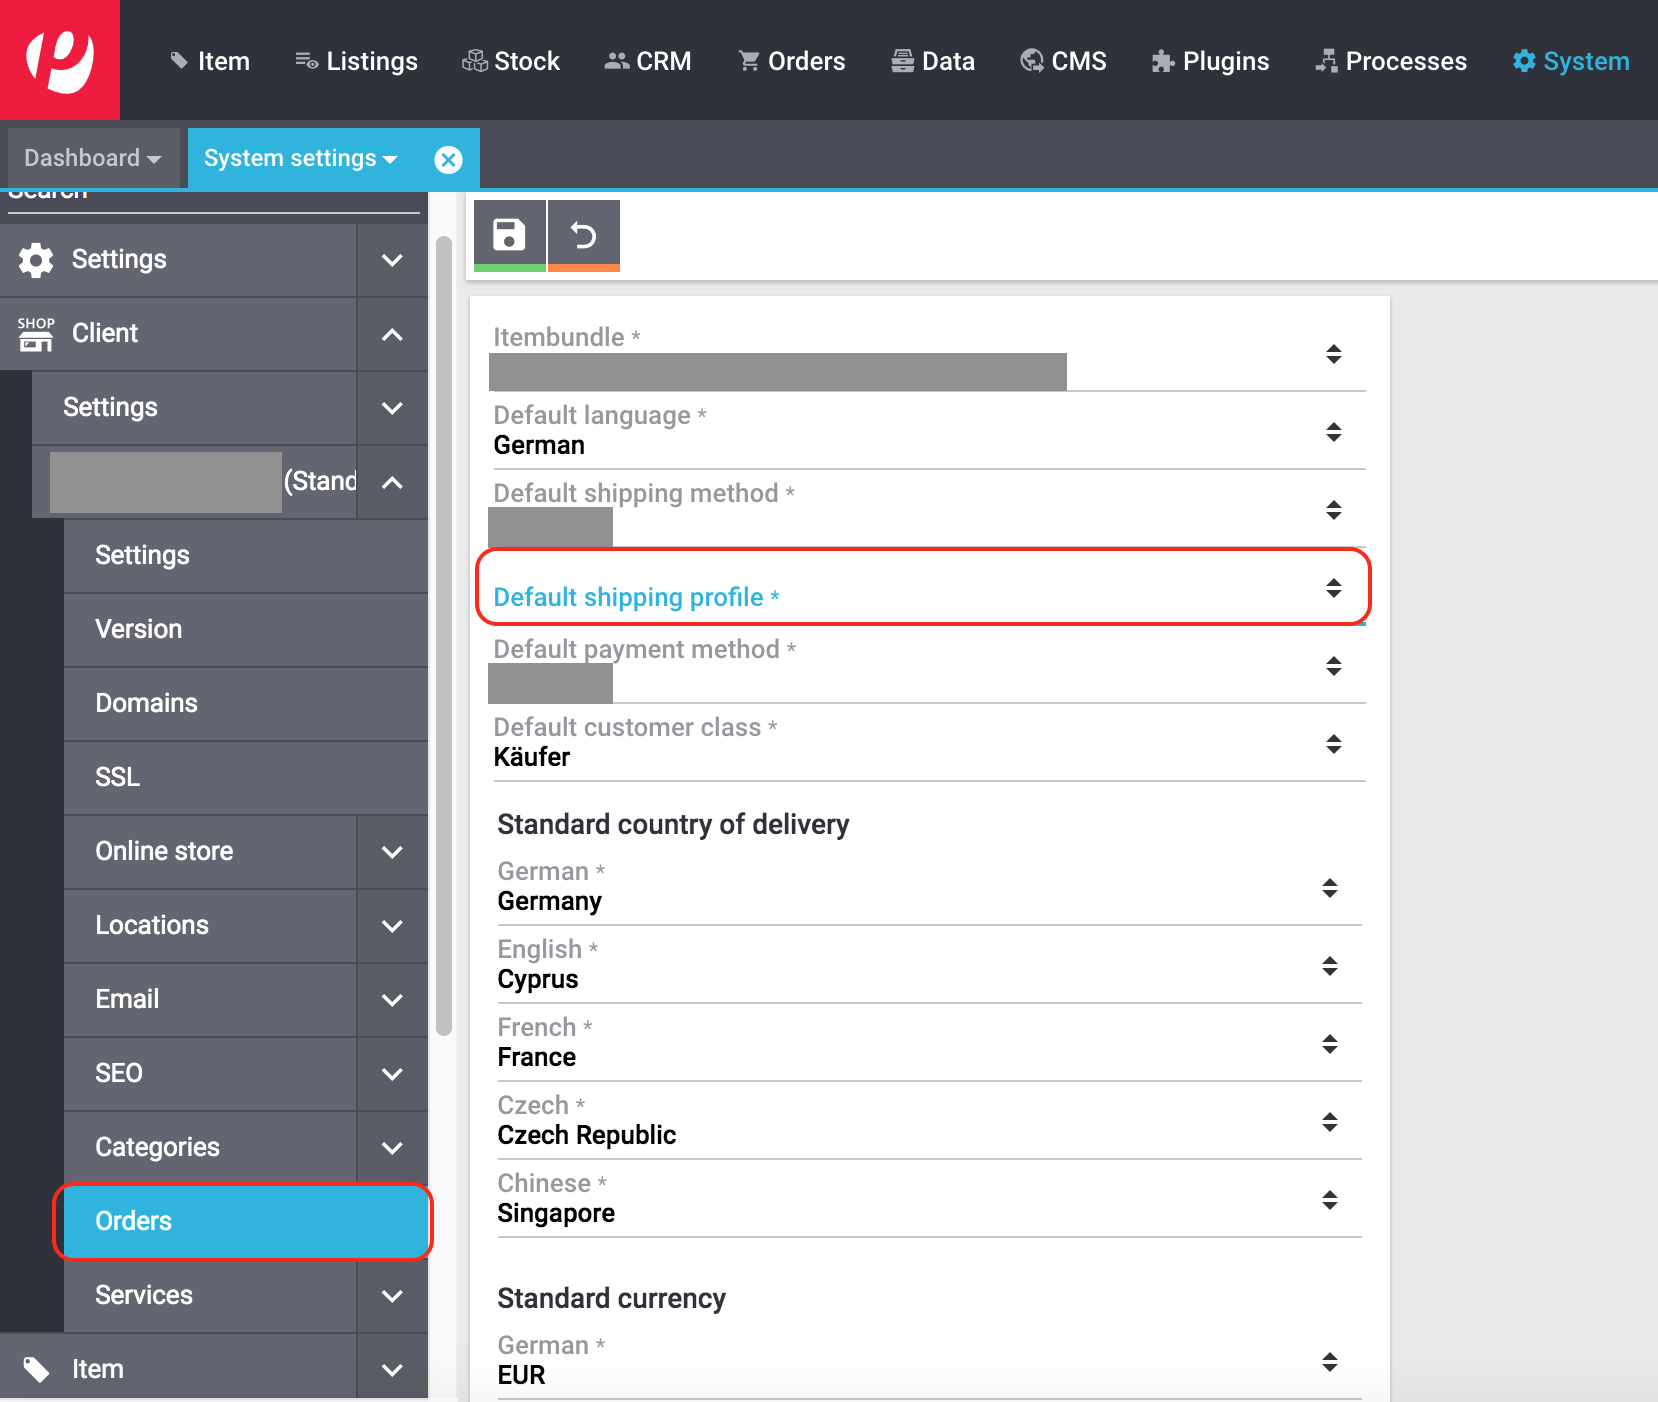 Item Listings Stock CRM Orders Data CMS Plugins Processes System
Dashboard System settings
Search
Settings
SHOP Client
Settings
(Stand
Settings
Version
Domains
SSL
Online store
Locations
Email
SEO
Categories
Orders
Services
Item
Itembundle *
Default language *
German
Default shipping method *
Default shipping profile *
Default payment method *
Default customer class *
Käufer
Standard country of delivery
German *
Germany
English *
Cyprus
French *
France
Czech *
Czech Republic
Chinese *
Singapore
Standard currency
German *
EUR